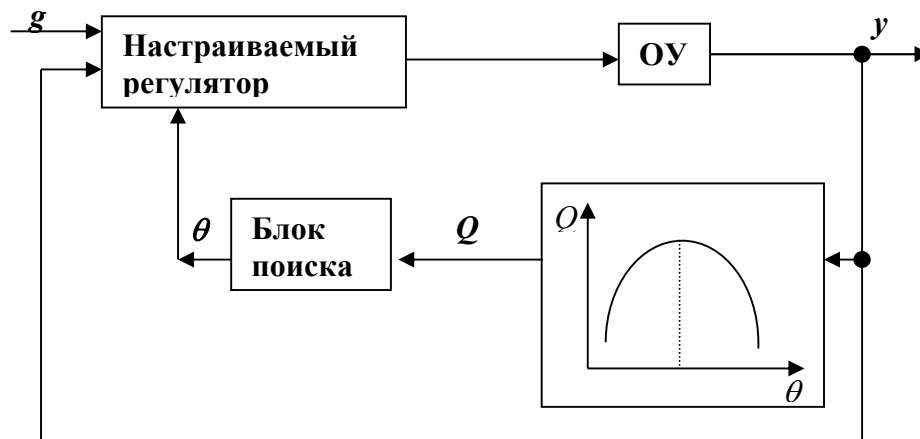 g
Настраиваемый
регулятор
ОУ
y
θ
Блок
поиска
Q
Q
θ